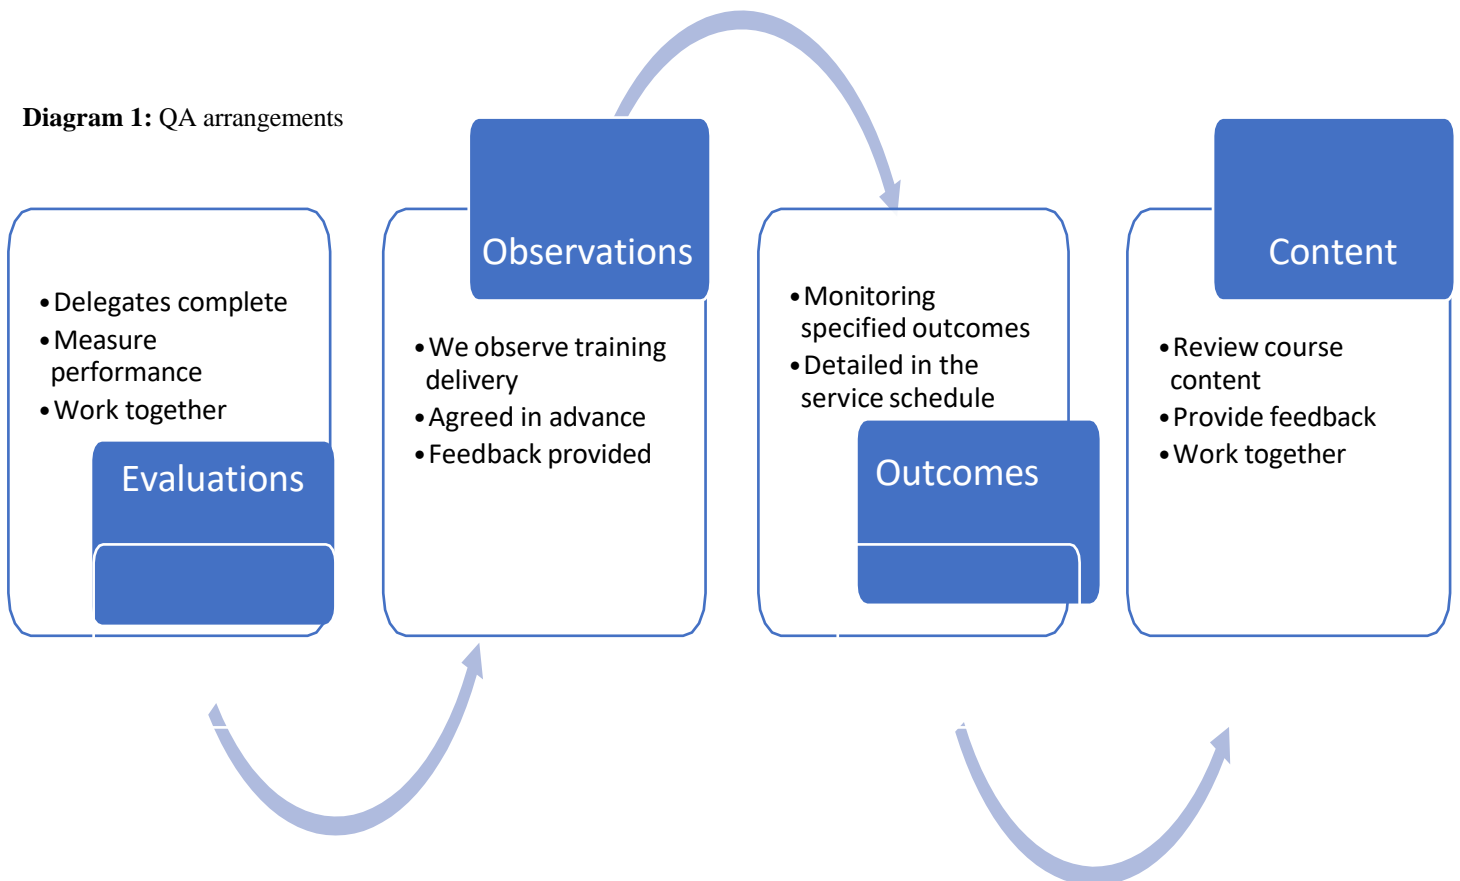 Diagram 1: QA arrangements
•Delegates complete
•Measure
performance
•Work together
Evaluations
Observations
•We observe training
delivery
•Agreed in advance
•Feedback provided
•Monitoring
specified outcomes
•Detailed in the
service schedule
Outcomes
Content
•Review course
content
•Provide feedback
•Work together